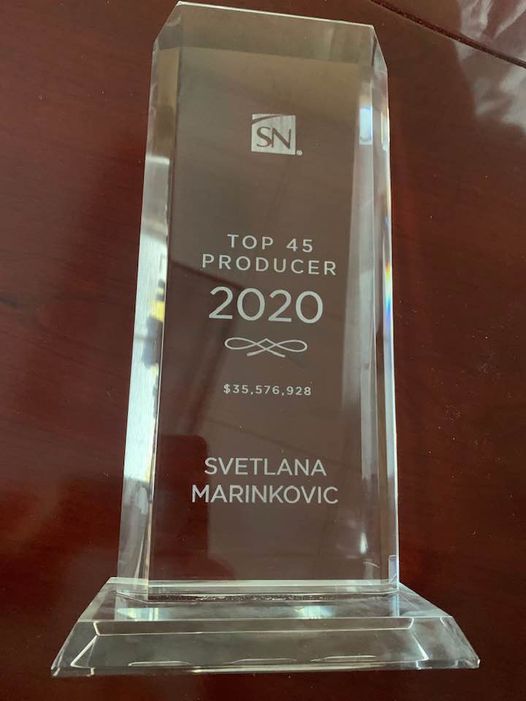 SN
TOP 45
PRODUCER
2020
$35,576,928
SVETLANA
MARINKOVIC